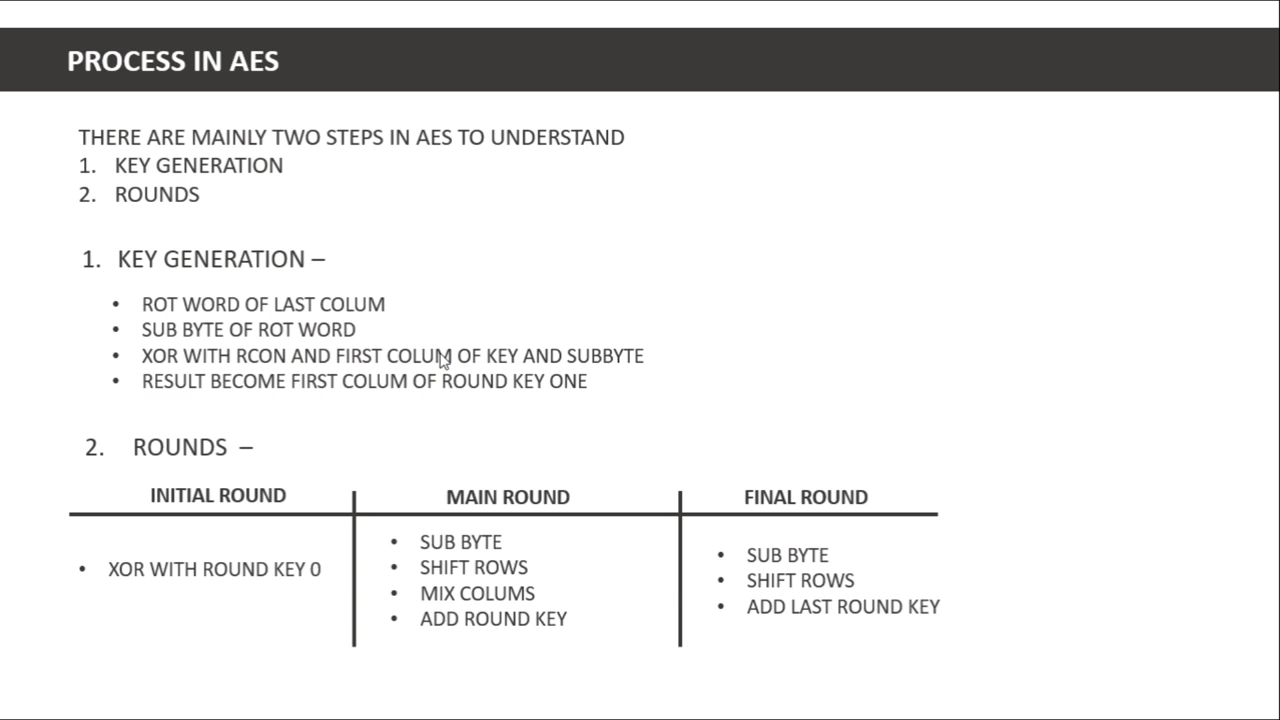 PROCESS IN AES
THERE ARE MAINLY TWO STEPS IN AES TO UNDERSTAND
1. KEY GENERATION
2. ROUNDS
1. KEY GENERATION –
• ROT WORD OF LAST COLUM
• SUB BYTE OF ROT WORD
• XOR WITH RCON AND FIRST COLUM OF KEY AND SUBBYTE
• RESULT BECOME FIRST COLUM OF ROUND KEY ONE
2. ROUNDS –
INITIAL ROUND
• XOR WITH ROUND KEY 0
MAIN ROUND
• SUB BYTE
• SHIFT ROWS
• MIX COLUMS
• ADD ROUND KEY
FINAL ROUND
• SUB BYTE
• SHIFT ROWS
• ADD LAST ROUND KEY